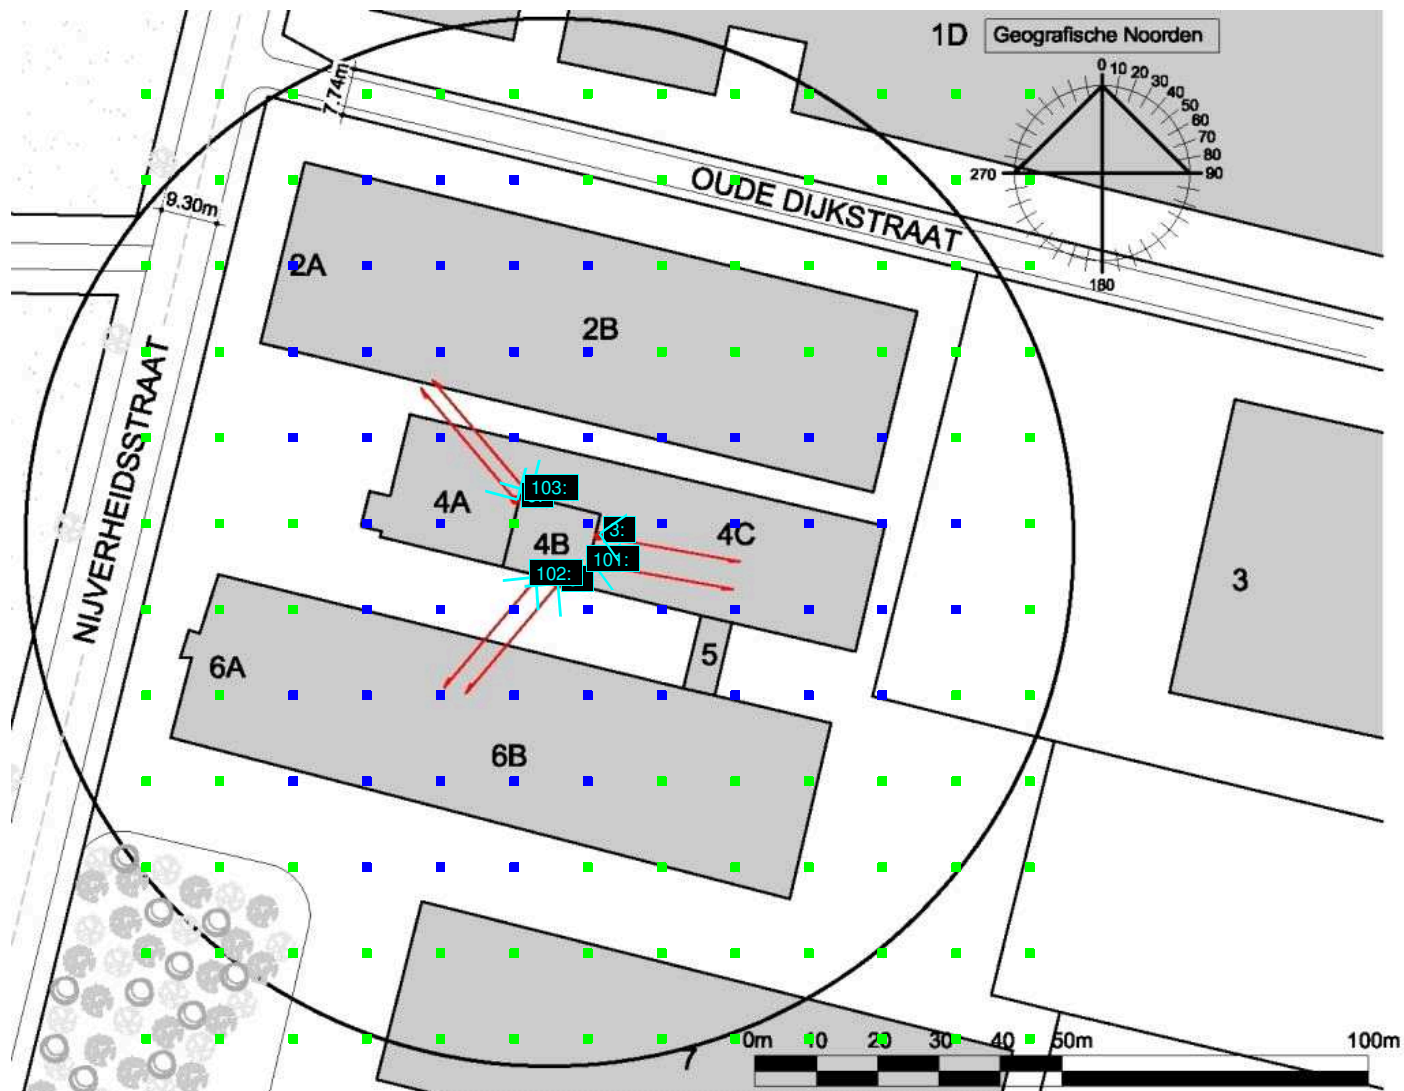 1D
Geografische Noorden
0 10 20 30 40 50 60 70 80 90
270
180
7.74m
9.30m
OUDE DIJKSTRAAT
NIJVERHEIDSSTRAAT
2A
2B
4A
103:
3:
4C
4B
101:
102:
3
5
6A
6B
7
0m 10 20 30 40 50m 100m